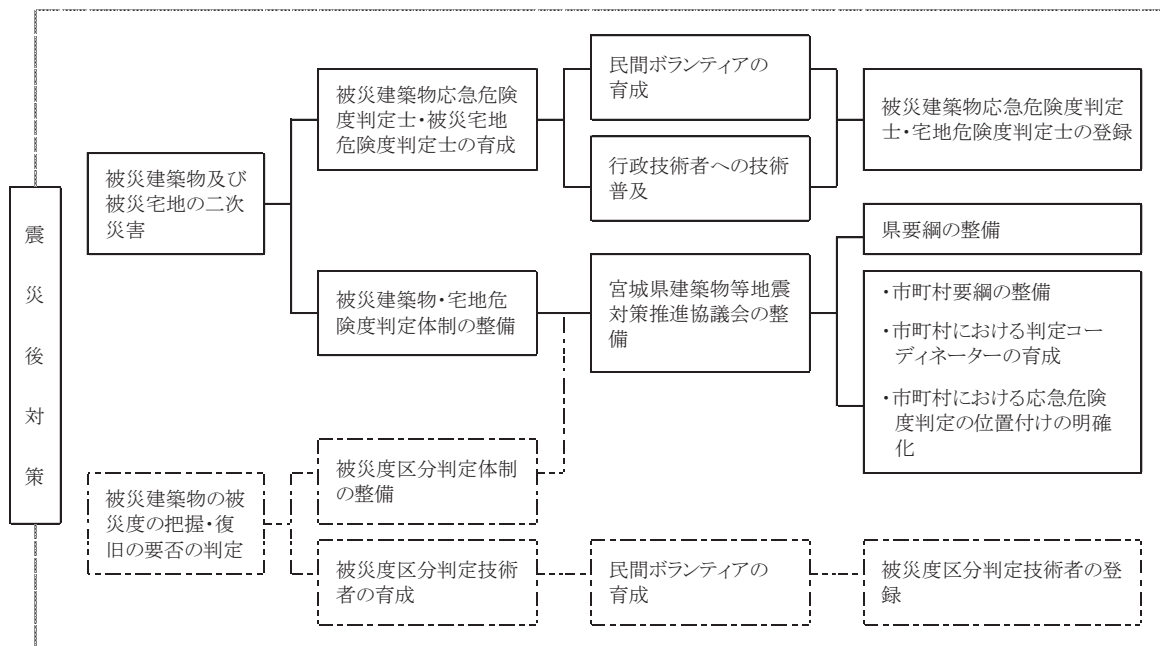 震災後対策
被災建築物及び
被災宅地の二次
災害
被災建築物応急危険
度判定士・被災宅地
危険度判定士の育成
民間ボランティアの
育成
行政技術者への技術
普及
被災建築物応急危険度判定
士・宅地危険度判定士の登録
被災建築物・宅地危
険度判定体制の整備
宮城県建築物等地震
対策推進協議会の整
備
県要綱の整備
・市町村要綱の整備
・市町村における判定コー
ディネーターの育成
・市町村における応急危険
度判定の位置付けの明確
化
被災建築物の被
災度の把握・復
旧の要否の判定
被災度区分判定体制
の整備
被災度区分判定技術
者の育成
民間ボランティアの
育成
被災度区分判定技術者の登
録